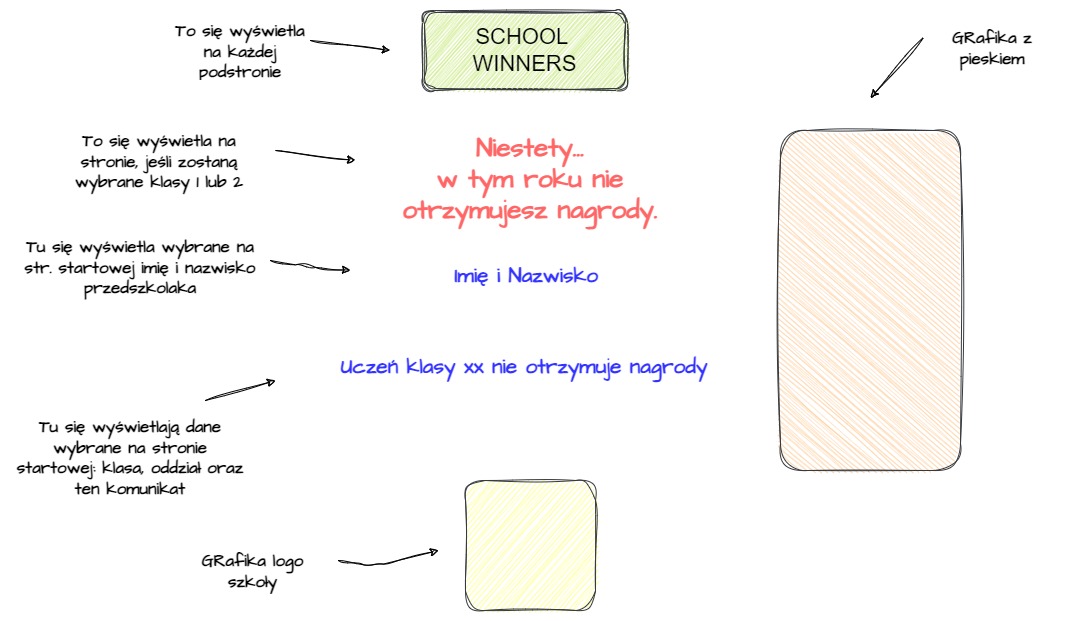 To się wyświetla
na każdej
podstronie
SCHOOL
WINNERS
GRafika z
pieskiem
To się wyświetla na
stronie, jeśli zostaną
wybrane klasy 1 lub 2
Niestety...
w tym roku nie
otrzymujesz nagrody.
Tu się wyświetla wybrane na
str. startowej imię i nazwisko
przedszkolaka
Imię i Nazwisko
Uczeń klasy xx nie otrzymuje nagrody
Tu się wyświetlają dane
wybrane na stronie
startowej: klasa, oddział oraz
ten komunikat
GRafika logo
szkoły